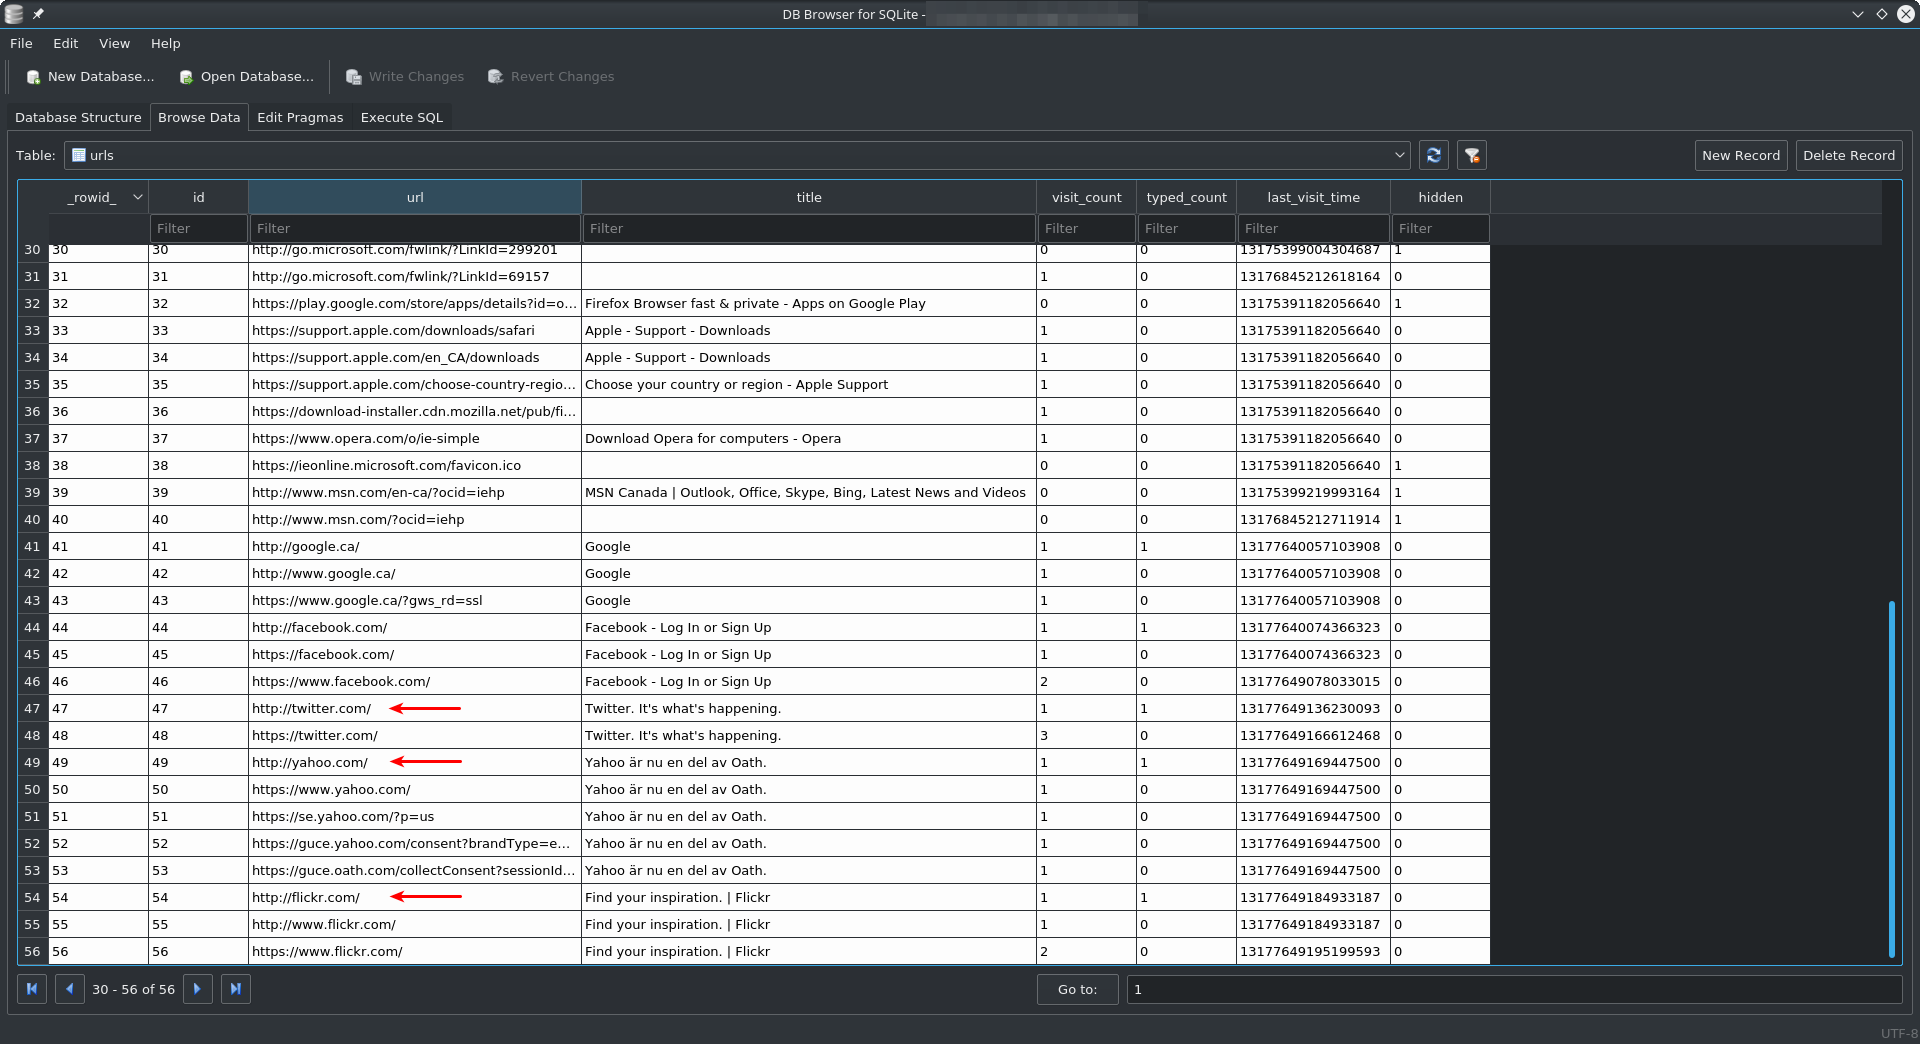 DB Browser for SQLite -
File Edit View Help
New Database... Open Database... Write Changes Revert Changes
Database Structure Browse Data Edit Pragmas Execute SQL
Table: urls New Record Delete Record
_rowid_ id url title visit_count typed_count last_visit_time hidden
Filter Filter Filter Filter Filter Filter Filter
30 30 30 http://go.microsoft.com/fwlink/?LinkId=299201 0 0 13175399004304687 1
31 31 31 http://go.microsoft.com/fwlink/?LinkId=69157 1 0 13176845212618164 0
32 32 32 https://play.google.com/store/apps/details?id=o... Firefox Browser fast & private - Apps on Google Play 0 0 13175391182056640 1
33 33 33 https://support.apple.com/downloads/safari Apple - Support - Downloads 1 0 13175391182056640 0
34 34 34 https://support.apple.com/en_CA/downloads Apple - Support - Downloads 1 0 13175391182056640 0
35 35 35 https://support.apple.com/choose-country-regio... Choose your country or region - Apple Support 1 0 13175391182056640 0
36 36 36 https://download-installer.cdn.mozilla.net/pub/fi... 1 0 13175391182056640 0
37 37 37 https://www.opera.com/o/ie-simple Download Opera for computers - Opera 1 0 13175391182056640 0
38 38 38 https://ieonline.microsoft.com/favicon.ico 0 0 13175391182056640 1
39 39 39 http://www.msn.com/en-ca/?ocid=iehp MSN Canada | Outlook, Office, Skype, Bing, Latest News and Videos 0 0 13175399219993164 1
40 40 40 http://www.msn.com/?ocid=iehp 0 0 13176845212711914 1
41 41 41 http://google.ca/ Google 1 1 13177640057103908 0
42 42 42 http://www.google.ca/ Google 1 0 13177640057103908 0
43 43 43 https://www.google.ca/?gws_rd=ssl Google 1 0 13177640057103908 0
44 44 44 http://facebook.com/ Facebook - Log In or Sign Up 1 1 13177640074366323 0
45 45 45 https://facebook.com/ Facebook - Log In or Sign Up 1 0 13177640074366323 0
46 46 46 https://www.facebook.com/ Facebook - Log In or Sign Up 2 0 13177649078033015 0
47 47 47 http://twitter.com/ Twitter. It's what's happening. 1 1 13177649136230093 0
48 48 48 https://twitter.com/ Twitter. It's what's happening. 3 0 13177649166612468 0
49 49 49 http://yahoo.com/ Yahoo är nu en del av Oath. 1 1 13177649169447500 0
50 50 50 https://www.yahoo.com/ Yahoo är nu en del av Oath. 1 0 13177649169447500 0
51 51 51 https://se.yahoo.com/?p=us Yahoo är nu en del av Oath. 1 0 13177649169447500 0
52 52 52 https://guce.yahoo.com/consent?brandType=e... Yahoo är nu en del av Oath. 1 0 13177649169447500 0
53 53 53 https://guce.oath.com/collectConsent?sessionId... Yahoo är nu en del av Oath. 1 0 13177649169447500 0
54 54 54 http://flickr.com/ Find your inspiration. | Flickr 1 1 13177649184933187 0
55 55 55 http://www.flickr.com/ Find your inspiration. | Flickr 1 0 13177649184933187 0
56 56 56 https://www.flickr.com/ Find your inspiration. | Flickr 2 0 13177649195199593 0
30 - 56 of 56 Go to: 1
UTF-8